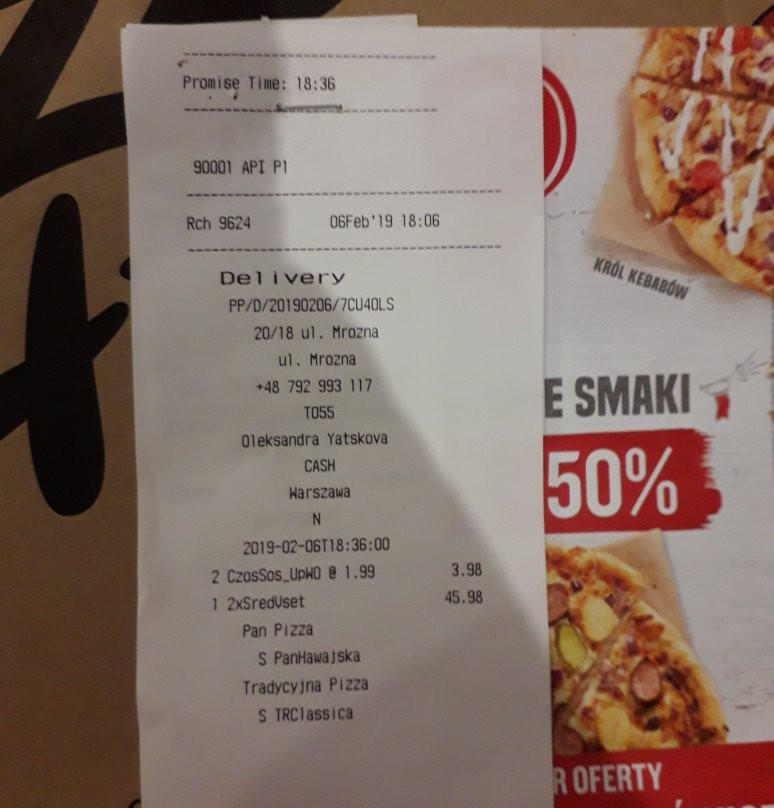 Promise Time: 18:36
90001 API P1
Rch 9624 06Feb'19 18:06
Delivery
PP/D/20190206/7CU4OLS
20/18 ul. Mrozna
ul. Mrozna
+48 792 993 117
T055
Oleksandra Yatskova
CASH
Warszawa
N
2019-02-06T18:36:00
2 CzosSos_UpWO @ 1.99 3.98
1 2xSredVset 45.98
Pan Pizza
S PanHawajska
Tradycyjna Pizza
S TRClassica
KRÓL KEBABÓW
E SMAKI
50%
R OFERTY